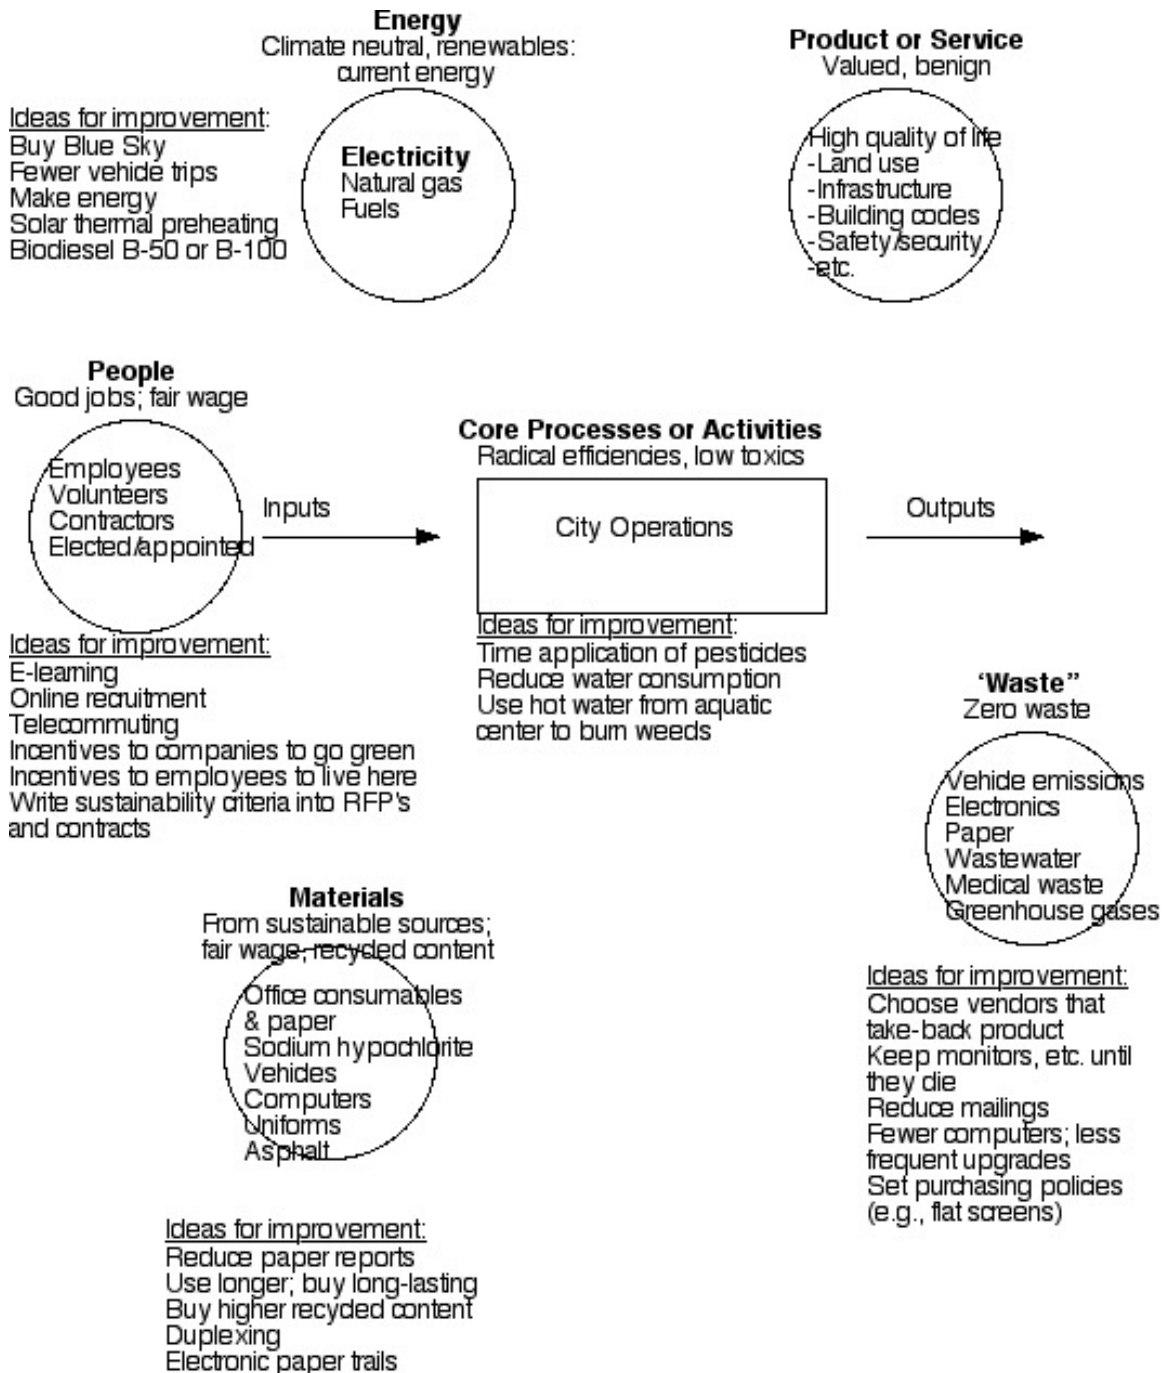 Energy
Climate neutral, renewables:
current energy
Ideas for improvement:
Buy Blue Sky
Fewer vehicle trips
Make energy
Solar thermal preheating
Biodiesel B-50 or B-100
Electricity
Natural gas
Fuels
Product or Service
Valued, benign
High quality of life
-Land use
-Infrastructure
-Building codes
-Safety/security
-etc.
People
Good jobs; fair wage
Employees
Volunteers
Contractors
Elected/appointed
Inputs
Ideas for improvement:
E-learning
Online recruitment
Telecommuting
Incentives to companies to go green
Incentives to employees to live here
Write sustainability criteria into RFP's
and contracts
Core Processes or Activities
Radical efficiencies, low toxics
City Operations
Ideas for improvement:
Time application of pesticides
Reduce water consumption
Use hot water from aquatic
center to burn weeds
Outputs
‘Waste”
Zero waste
Vehicle emissions
Electronics
Paper
Wastewater
Medical waste
Greenhouse gases
Ideas for improvement:
Choose vendors that
take-back product
Keep monitors, etc. until
they die
Reduce mailings
Fewer computers; less
frequent upgrades
Set purchasing policies
(e.g., flat screens)
Materials
From sustainable sources;
fair wage, recycled content
Office consumables
& paper
Sodium hypochlorite
Vehicles
Computers
Uniforms
Asphalt
Ideas for improvement:
Reduce paper reports
Use longer; buy long-lasting
Buy higher recycled content
Duplexing
Electronic paper trails